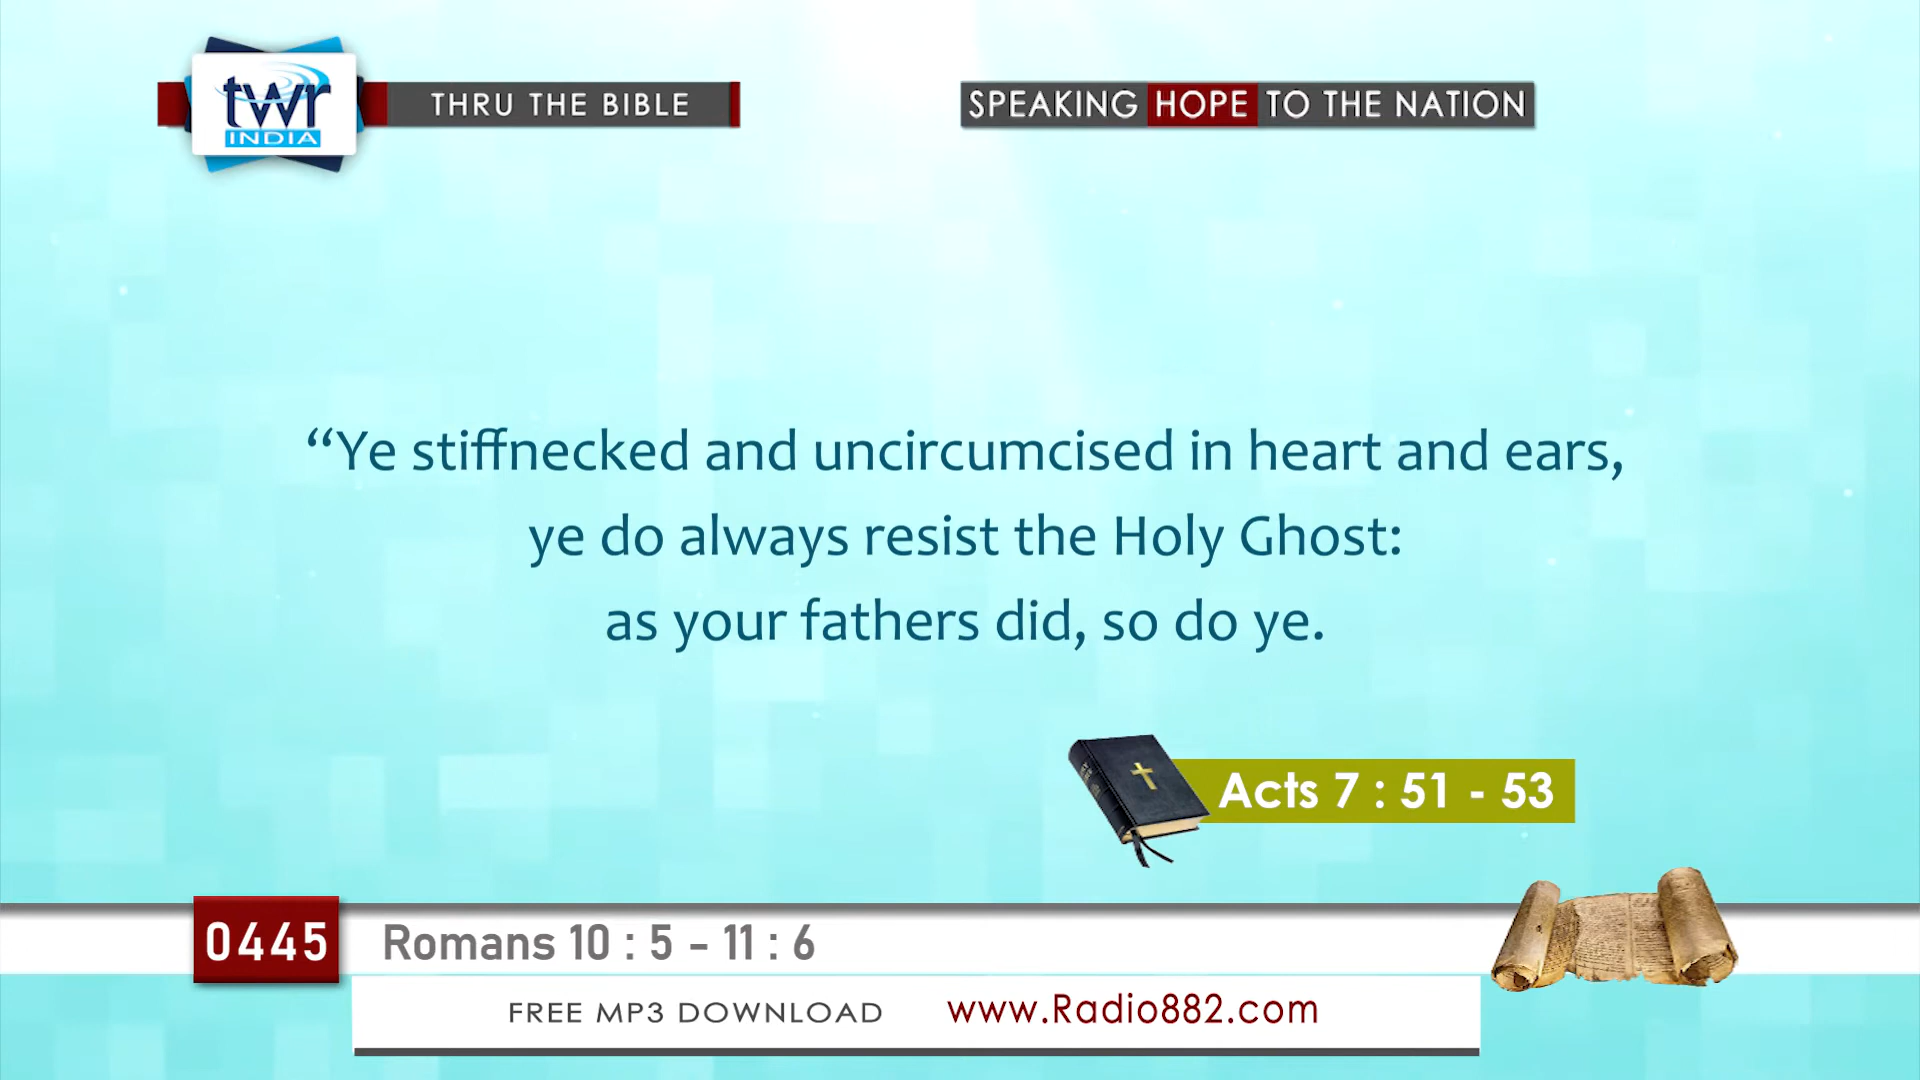 twr
INDIA
THRU THE BIBLE
SPEAKING HOPE TO THE NATION
“Ye stiffnecked and uncircumcised in heart and ears,
ye do always resist the Holy Ghost:
as your fathers did, so do ye.
Acts 7 : 51 - 53
0445
Romans 10 : 5 - 11 : 6
FREE MP3 DOWNLOAD www.Radio882.com